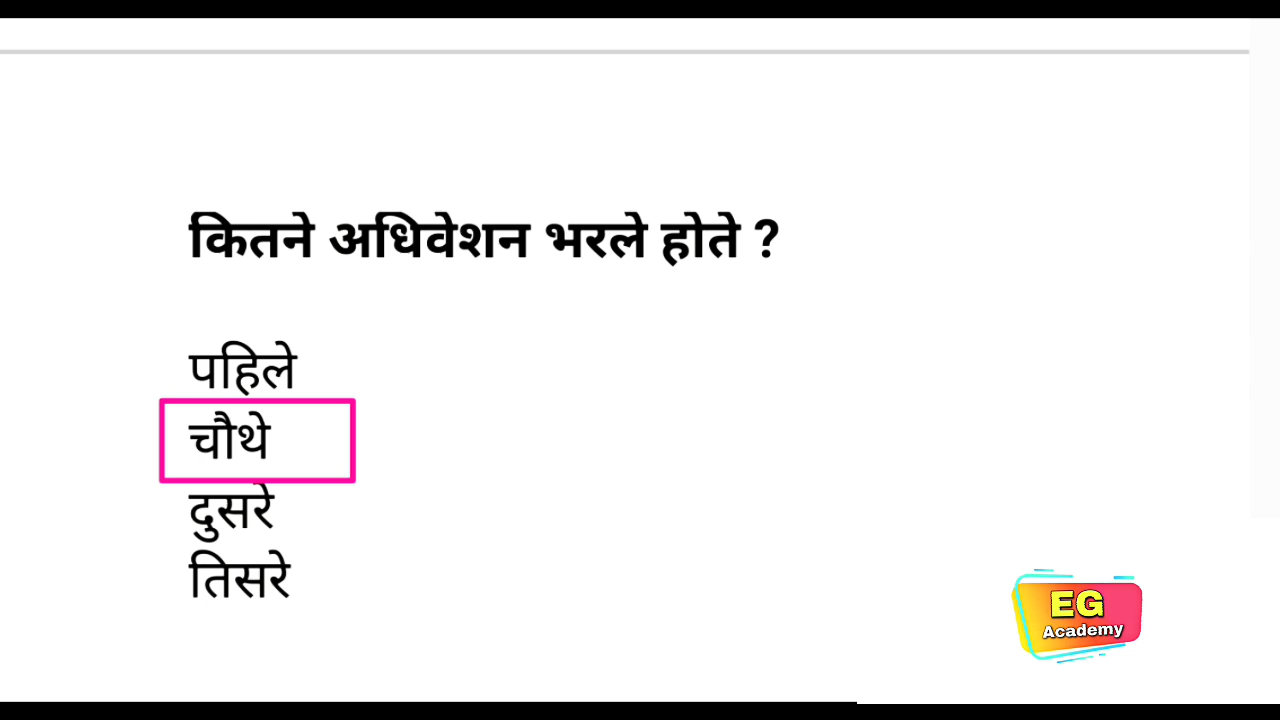 कितने अधिवेशन भरले होते ?
पहिले
चौथे
दुसरे
तिसरे
EG
Academy